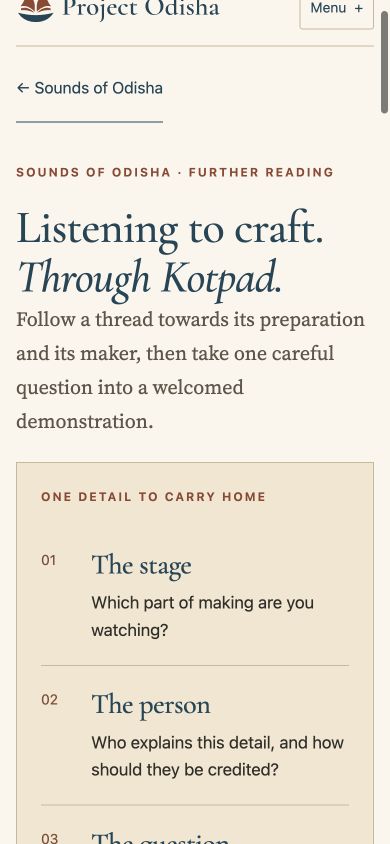 Project Odisha
Menu +
← Sounds of Odisha
SOUNDS OF ODISHA · FURTHER READING
Listening to craft.
Through Kotpad.
Follow a thread towards its preparation
and its maker, then take one careful
question into a welcomed
demonstration.
ONE DETAIL TO CARRY HOME
01
The stage
Which part of making are you
watching?
02
The person
Who explains this detail, and how
should they be credited?
03
The question